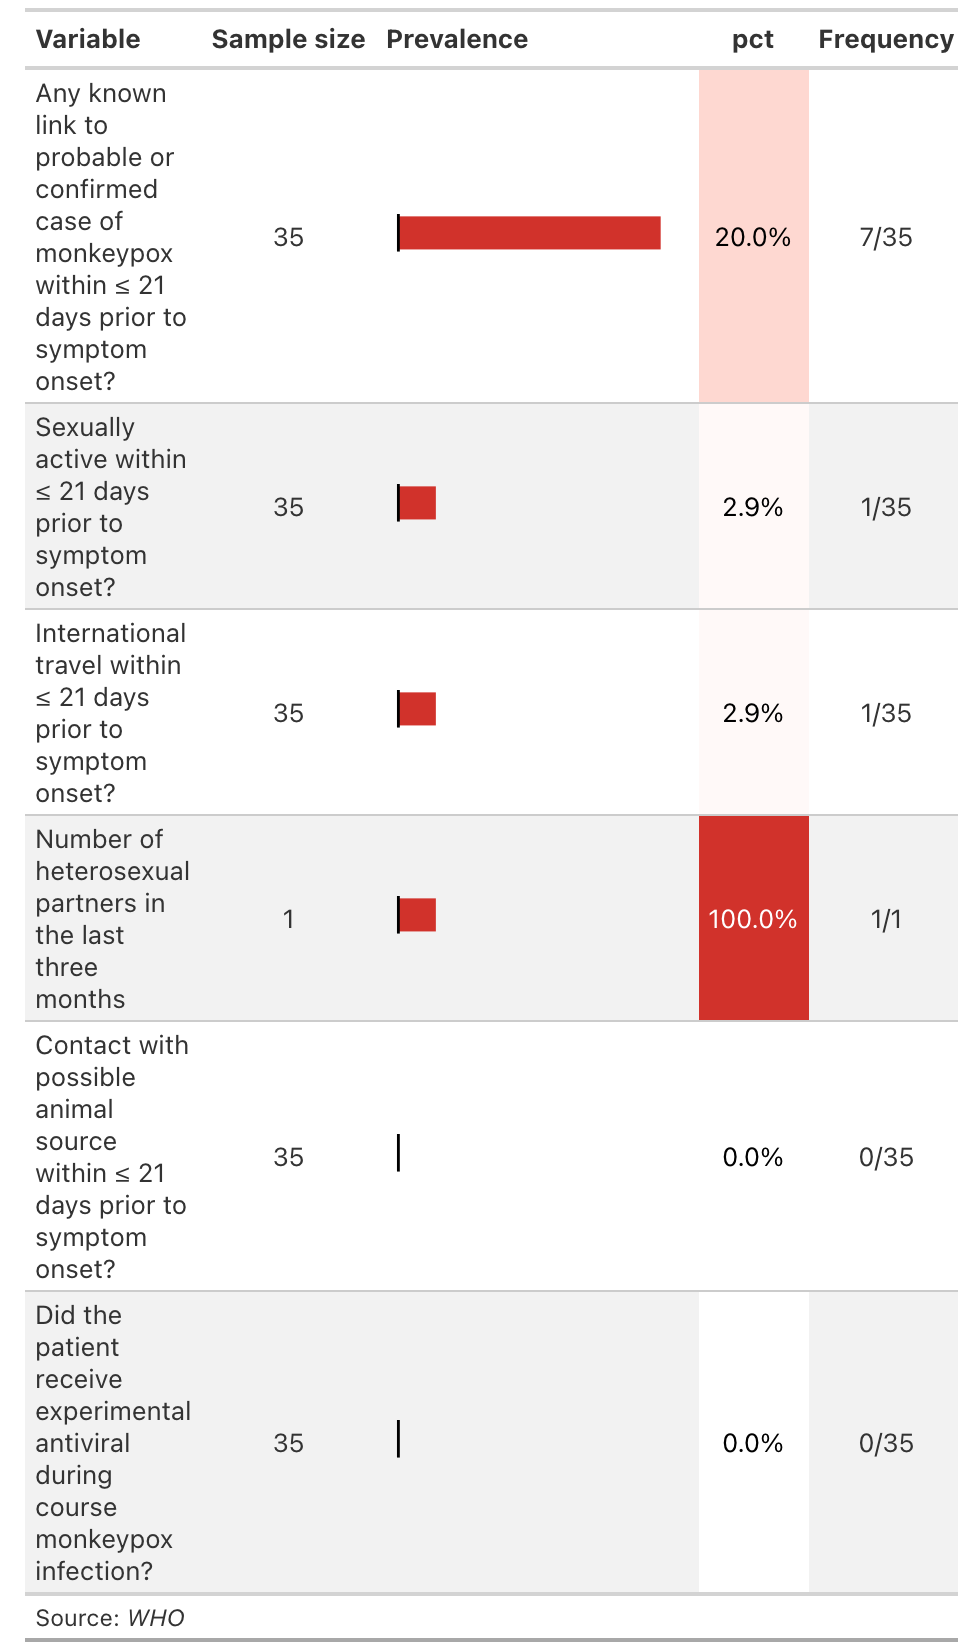 Variable Sample size Prevalence pct Frequency
Any known
link to
probable or
confirmed
case of
monkeypox
within ≤ 21
days prior to
symptom
onset?
35 20.0% 7/35
Sexually
active within
≤ 21 days
prior to
symptom
onset?
35 2.9% 1/35
International
travel within
≤ 21 days
prior to
symptom
onset?
35 2.9% 1/35
Number of
heterosexual
partners in
the last
three
months
1 100.0% 1/1
Contact with
possible
animal
source
within ≤ 21
days prior to
symptom
onset?
35 0.0% 0/35
Did the
patient
receive
experimental
antiviral
during
course
monkeypox
infection?
35 0.0% 0/35
Source: WHO